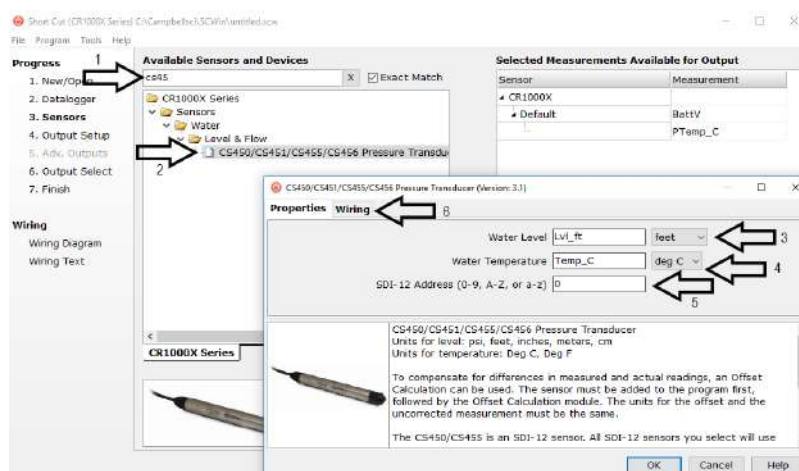 Short Cut (CR1000X Series) C:\Campbellsci\SCWin\untitled.scw
File Program Tools Help
Progress
1. New/Open
2. Datalogger
3. Sensors
4. Output Setup
5. Adv. Outputs
6. Output Select
7. Finish
Wiring
Wiring Diagram
Wiring Text
1
Available Sensors and Devices
cs45
X
Exact Match
CR1000X Series
Sensors
Water
Level & Flow
CS450/CS451/CS455/CS456 Pressure Transdu
2
CR1000X Series
Selected Measurements Available for Output
Sensor Measurement
CR1000X
Default BattV
PTemp_C
CS450/CS451/CS455/CS456 Pressure Transducer (Version: 3.1)
Properties Wiring
6
Water Level Lvl_ft feet
3
Water Temperature Temp_C deg C
4
SDI-12 Address (0-9, A-Z, or a-z) 0
5
CS450/CS451/CS455/CS456 Pressure Transducer
Units for level: psi, feet, inches, meters, cm
Units for temperature: Deg C, Deg F
To compensate for differences in measured and actual readings, an Offset
Calculation can be used. The sensor must be added to the program first,
followed by the Offset Calculation module. The units for the offset and the
uncorrected measurement must be the same.
The CS450/CS455 is an SDI-12 sensor. All SDI-12 sensors you select will use
OK Cancel Help